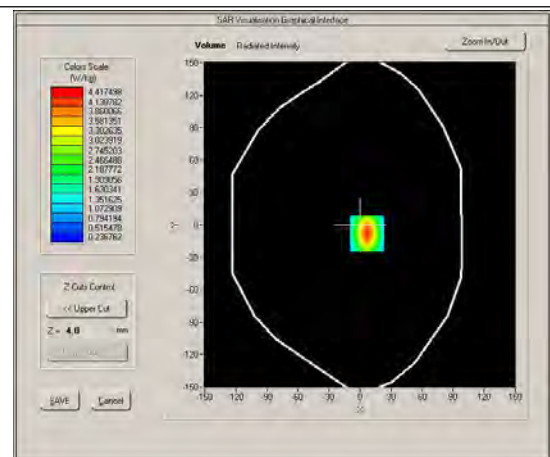 SAR Visualisation Graphical Interface
Volume Radiated Intensity
Zoom In/Out
Colors Scale
(W/kg)
4.417498
4.138782
3.860066
3.581351
3.302635
3.023919
2.745203
2.466488
2.187772
1.909056
1.630341
1.351625
1.072909
0.794194
0.515478
0.236762
Z Cuts Control
<< Upper Cut
Z = 4.0 mm
SAVE
Cancel
Y
150
120
90
60
30
0
-30
-60
-90
-120
-150
-150 -120 -90 -60 -30 0 30 60 90 120 150
X